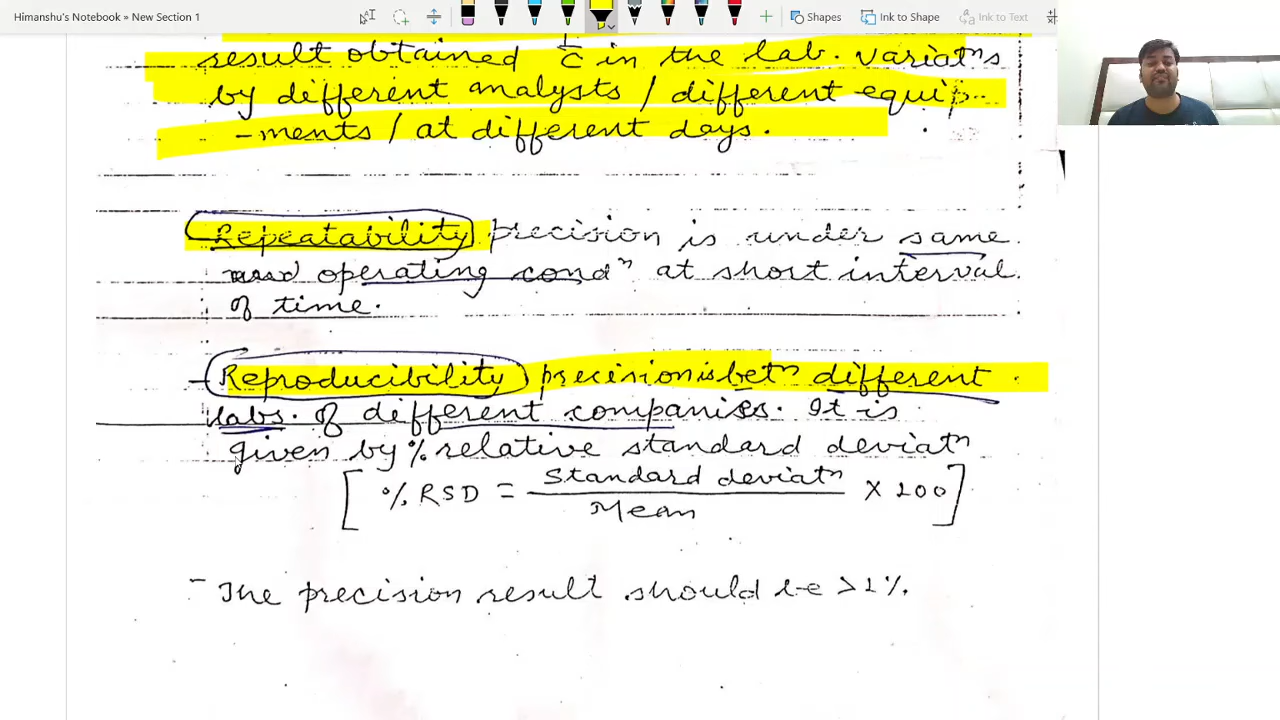 Himanshu's Notebook » New Section 1
Shapes
Ink to Shape
Ink to Text
result obtained c̄ in the lab. variatⁿs
by different analysts / different equip-
-ments / at different days.
Repeatability precision is under same
operating condⁿ at short interval
of time.
- Reproducibility precision is betⁿ different
labs. of different companies. It is
given by % relative standard deviatⁿ
[ % RSD = Standard deviatⁿ / Mean × 100 ]
- The precision result should be > 1%.